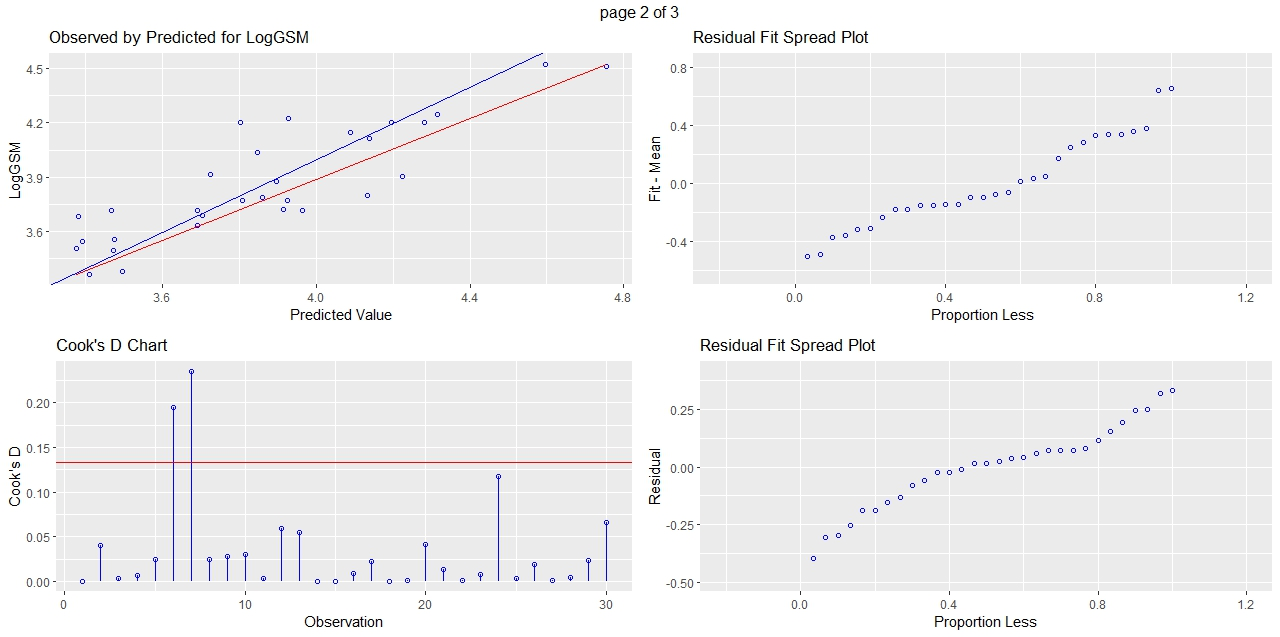 page 2 of 3
Observed by Predicted for LogGSM
LogGSM
4.5
4.2
3.9
3.6
3.6
4.0
4.4
4.8
Predicted Value
Residual Fit Spread Plot
Fit - Mean
0.8
0.4
0.0
-0.4
0.0
0.4
0.8
1.2
Proportion Less
Cook's D Chart
Cook's D
0.20
0.15
0.10
0.05
0.00
0
10
20
30
Observation
Residual Fit Spread Plot
Residual
0.25
0.00
-0.25
-0.50
0.0
0.4
0.8
1.2
Proportion Less